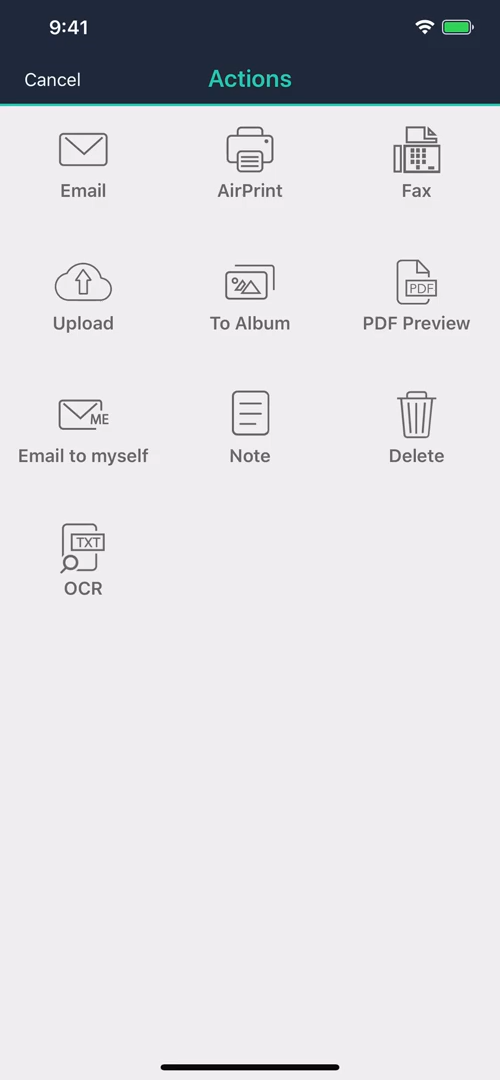 9:41
Cancel
Actions
Email
AirPrint
Fax
Upload
To Album
PDF
PDF Preview
ME
Email to myself
Note
Delete
TXT
OCR